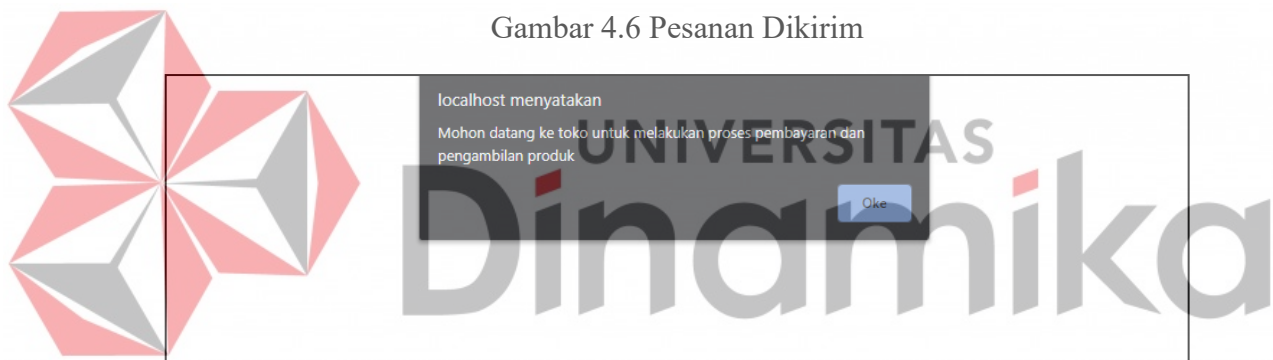 Gambar 4.6 Pesanan Dikirim
localhost menyatakan
Mohon datang ke toko untuk melakukan proses pembayaran dan
pengambilan produk
Oke
UNIVERSITAS
Dinamika